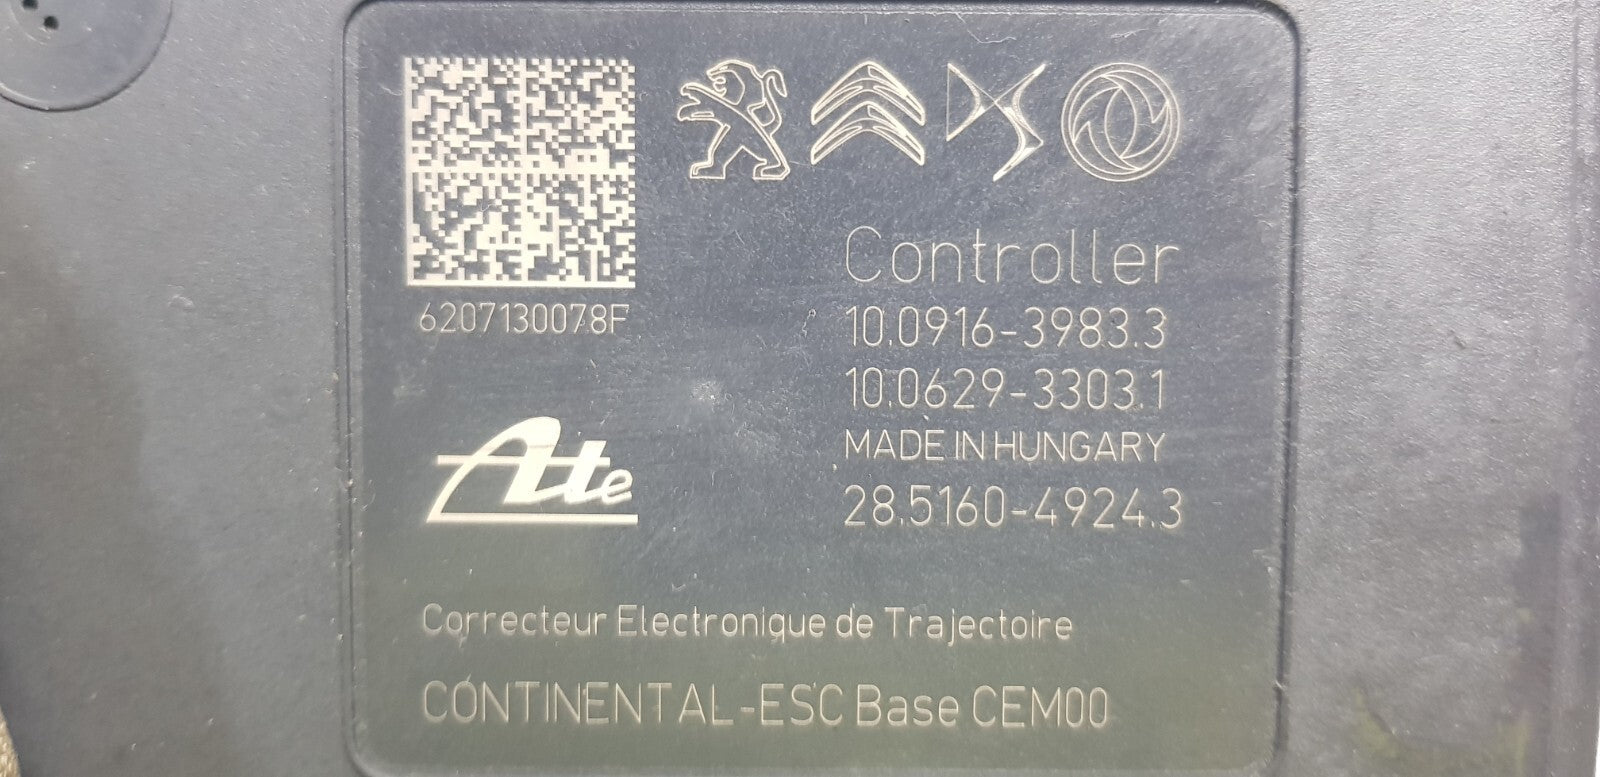 6207130078F
Controller
10.0916-3983.3
10.0629-3303.1
MADE IN HUNGARY
28.5160-4924.3
Ate
Correcteur Electronique de Trajectoire
CONTINENTAL-ESC Base CEM00